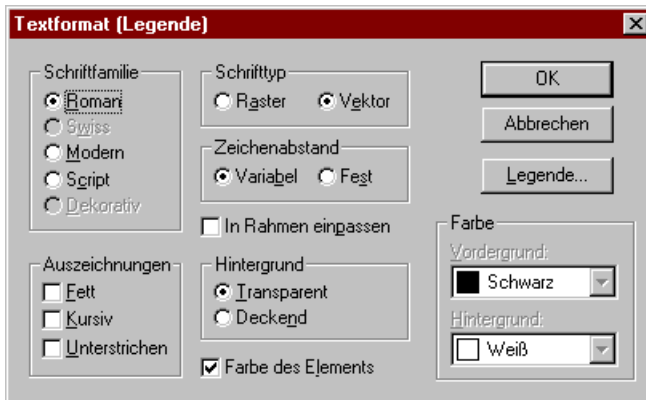 Textformat (Legende)
Schriftfamilie
Roman
Swiss
Modern
Script
Dekorativ
Schrifttyp
Raster
Vektor
Zeichenabstand
Variabel
Fest
In Rahmen einpassen
OK
Abbrechen
Legende...
Auszeichnungen
Fett
Kursiv
Unterstrichen
Hintergrund
Transparent
Deckend
Farbe des Elements
Farbe
Vordergrund:
Schwarz
Hintergrund:
Weiß